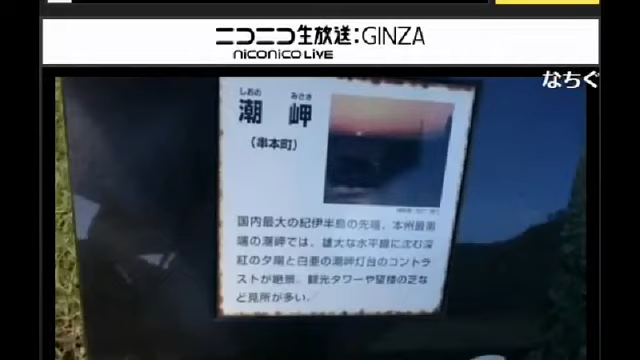 ニコニコ生放送:GINZA
niconico LIVE
なちぐ
しおの みさき
潮 岬
(串本町)
国内最大の紀伊半島の先端、本州最南
端の潮岬では、雄大な水平線に沈む深
紅の夕陽と白亜の潮岬灯台のコントラ
ストが絶景。観光タワーや望楼の芝な
ど見所が多い。